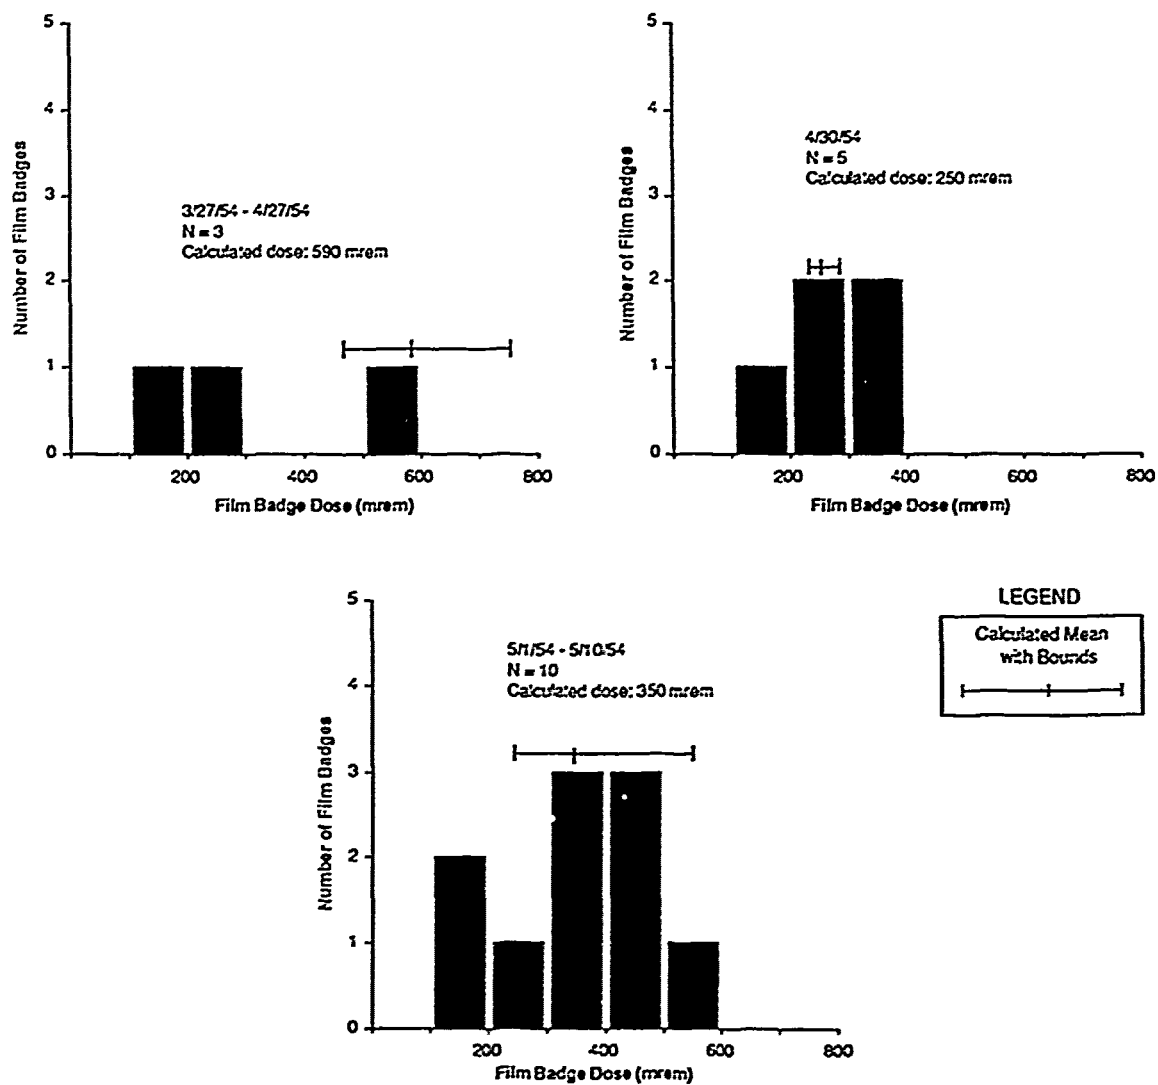 5
4
3
2
1
0
Number of Film Badges
3/27/54 - 4/27/54
N = 3
Calculated dose: 590 mrem
200
400
600
800
Film Badge Dose (mrem)
5
4
3
2
1
0
Number of Film Badges
4/30/54
N = 5
Calculated dose: 250 mrem
200
400
600
800
Film Badge Dose (mrem)
5
4
3
2
1
0
Number of Film Badges
5/1/54 - 5/10/54
N = 10
Calculated dose: 350 mrem
200
400
600
800
Film Badge Dose (mrem)
LEGEND
Calculated Mean
with Bounds